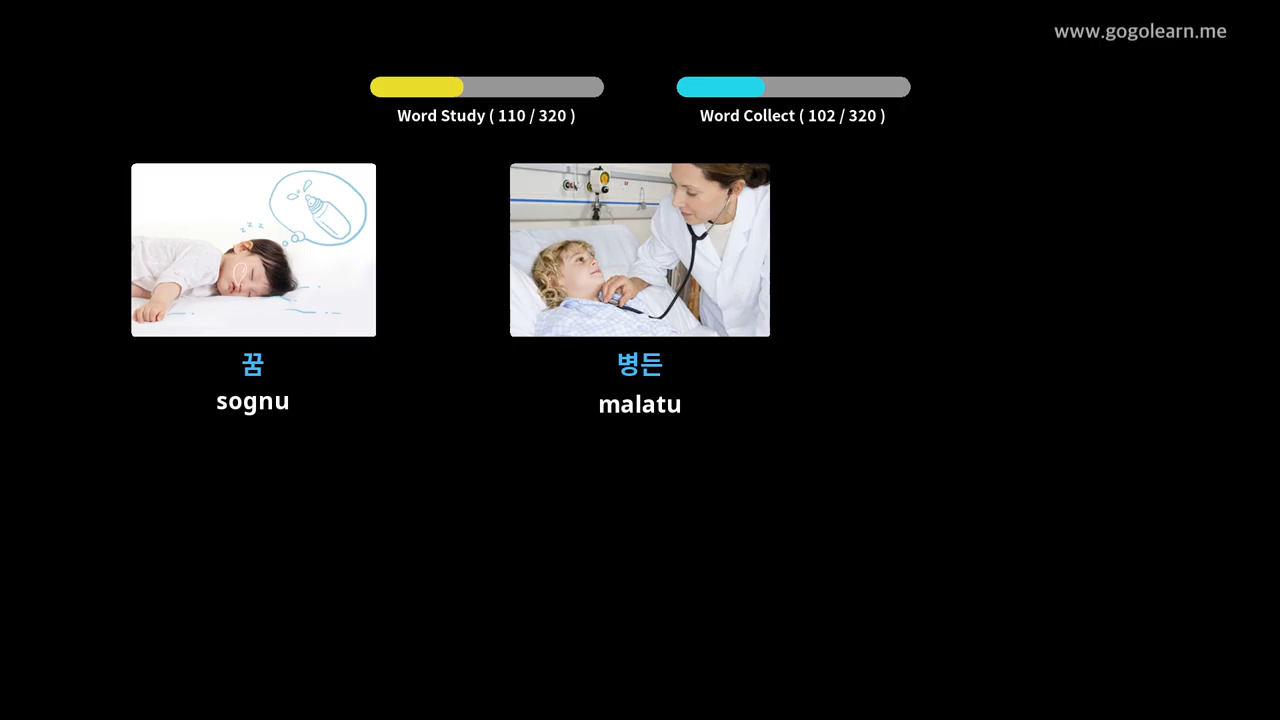 www.gogolearn.me
Word Study ( 110 / 320 )
Word Collect ( 102 / 320 )
z z z
꿈
sognu
병든
malatu